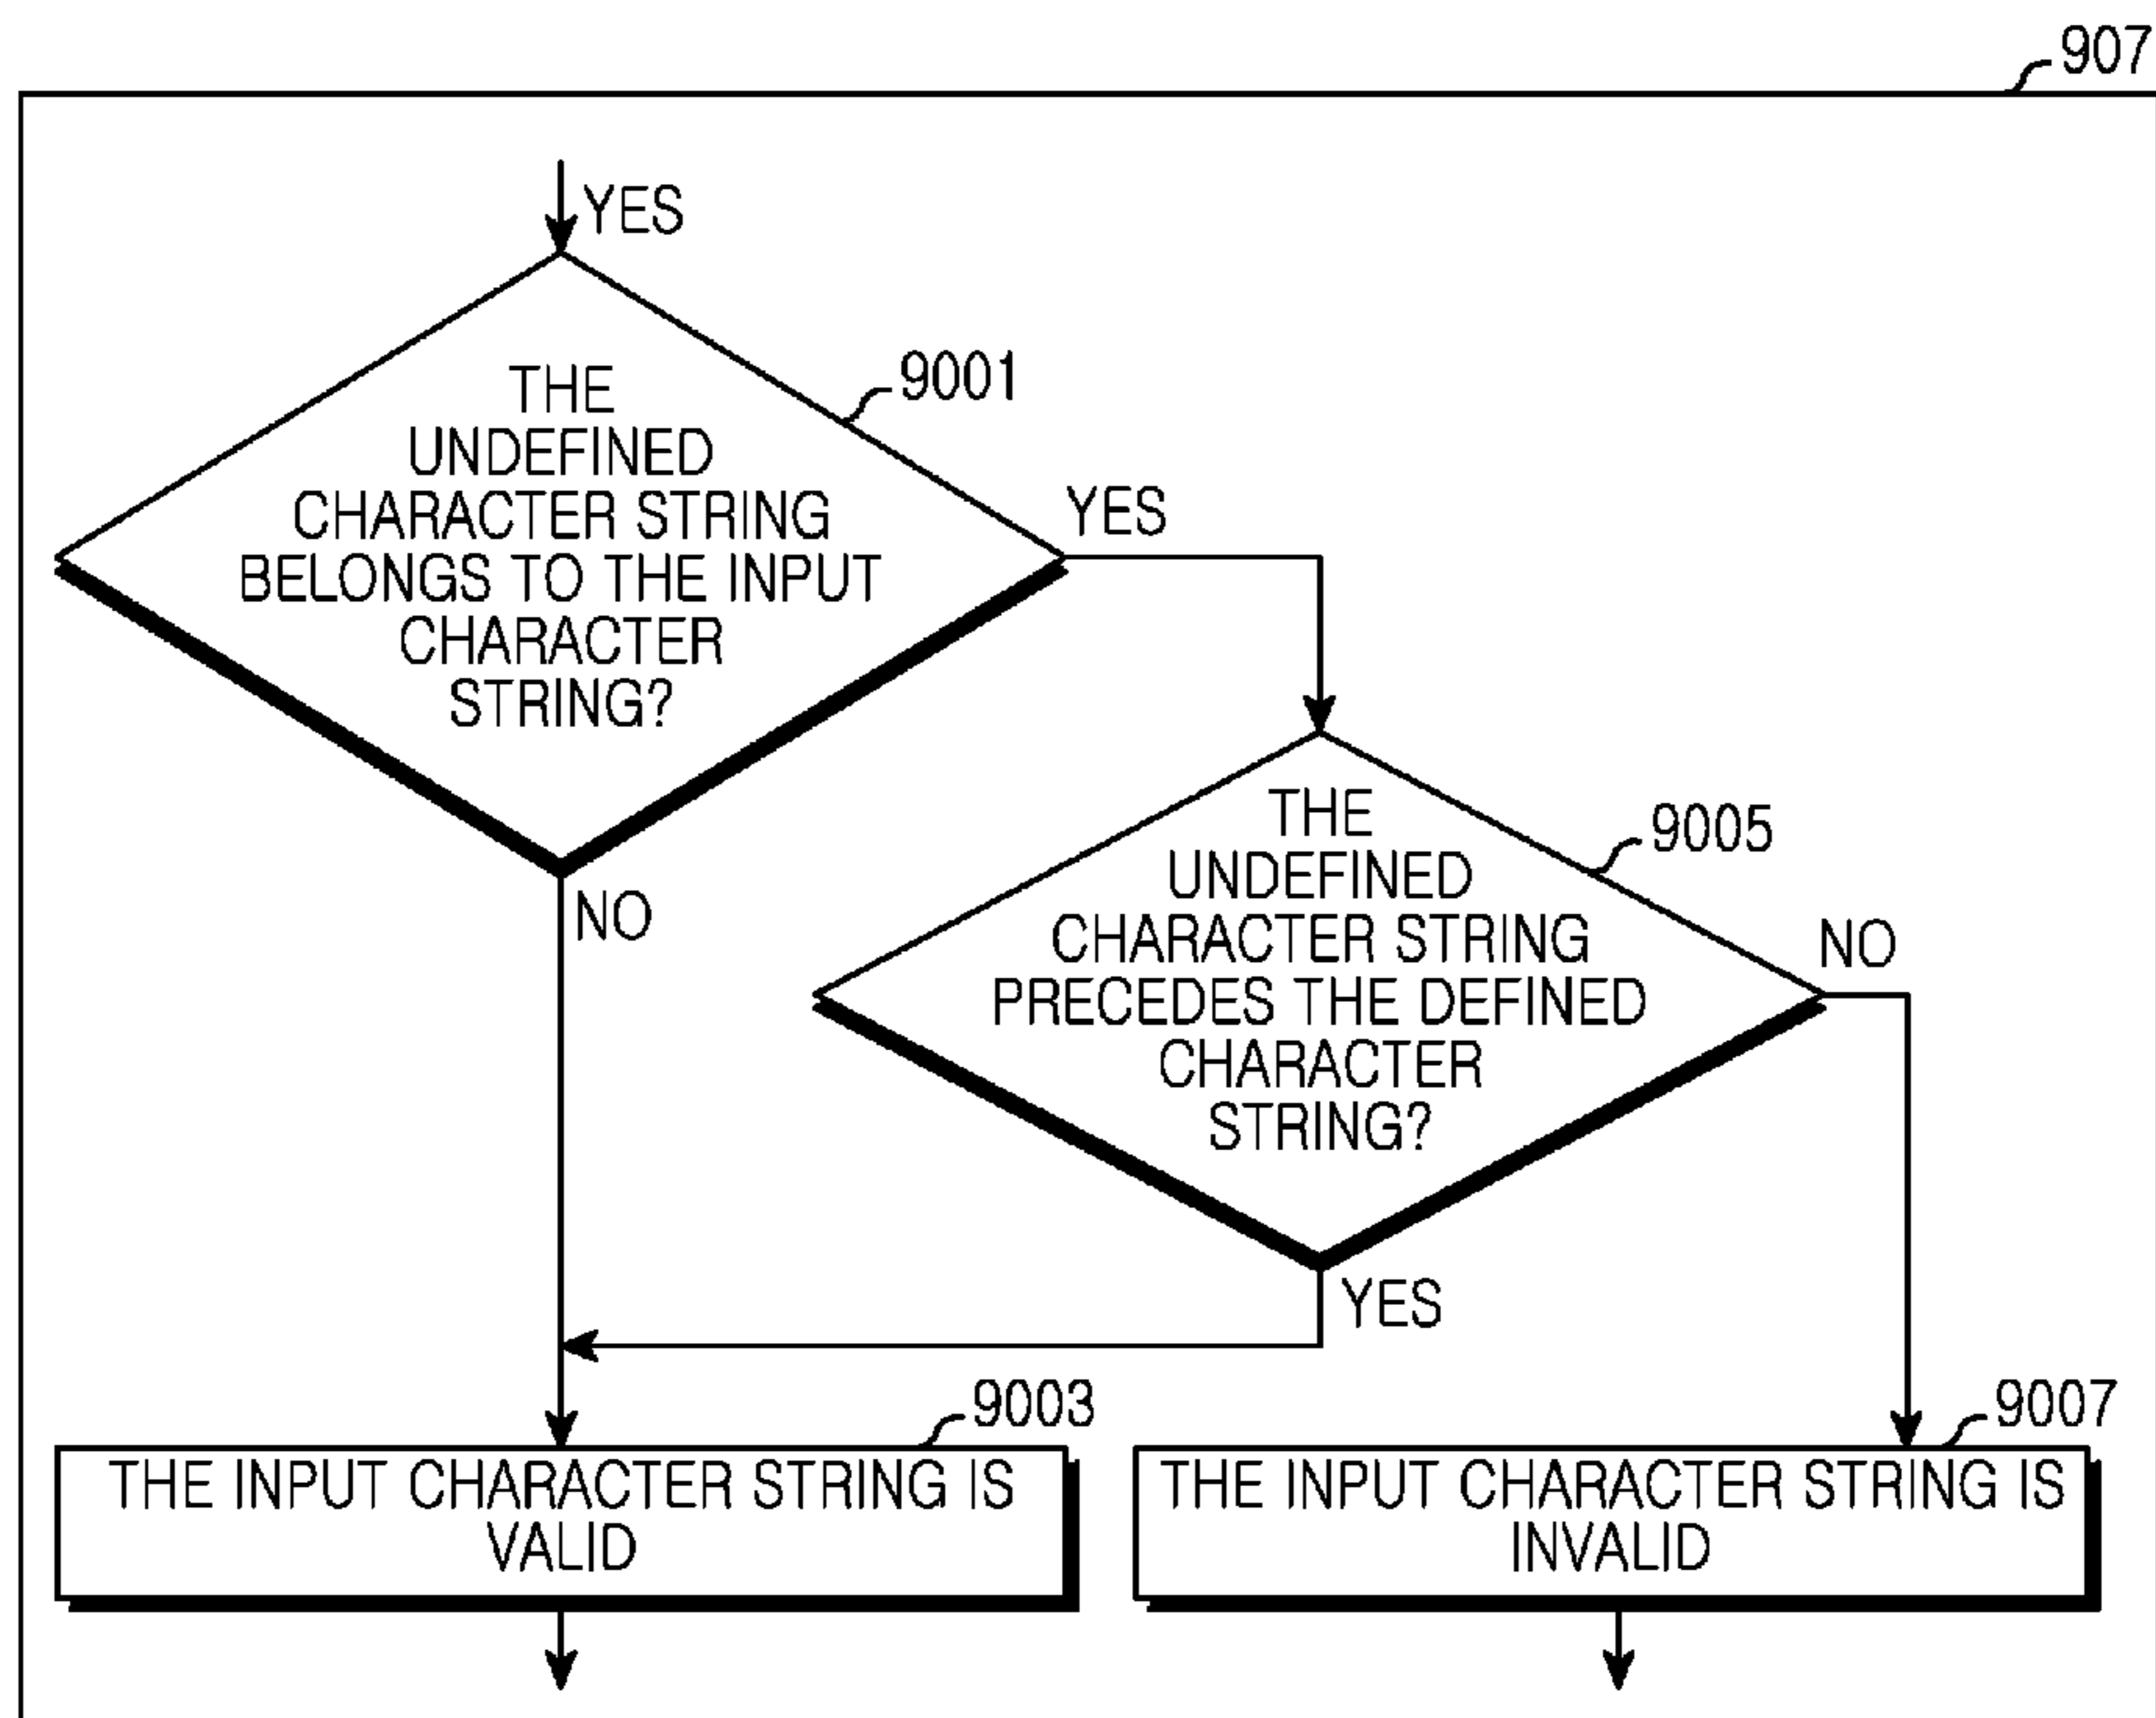 907
YES
9001
THE
UNDEFINED
CHARACTER STRING
BELONGS TO THE INPUT
CHARACTER
STRING?
YES
NO
9005
THE
UNDEFINED
CHARACTER STRING
PRECEDES THE DEFINED
CHARACTER
STRING?
NO
YES
9003
THE INPUT CHARACTER STRING IS
VALID
9007
THE INPUT CHARACTER STRING IS
INVALID